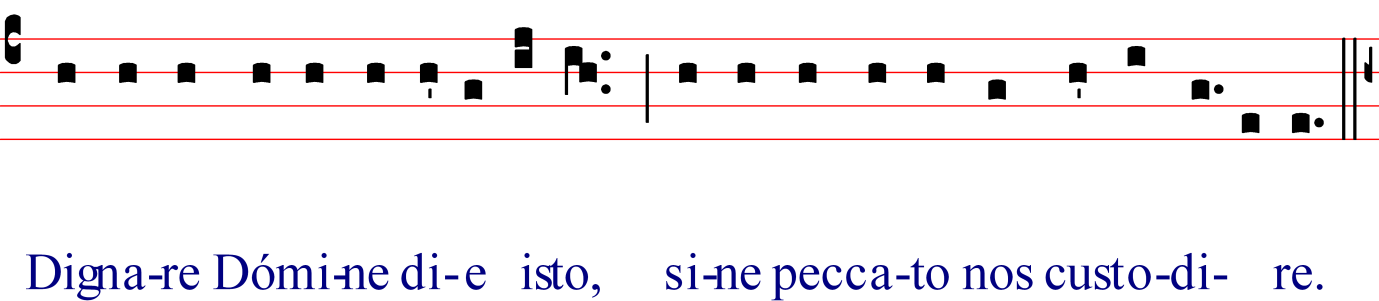 Digna-re Dómi-ne di-e isto, si-ne pecca-to nos custo-di- re.